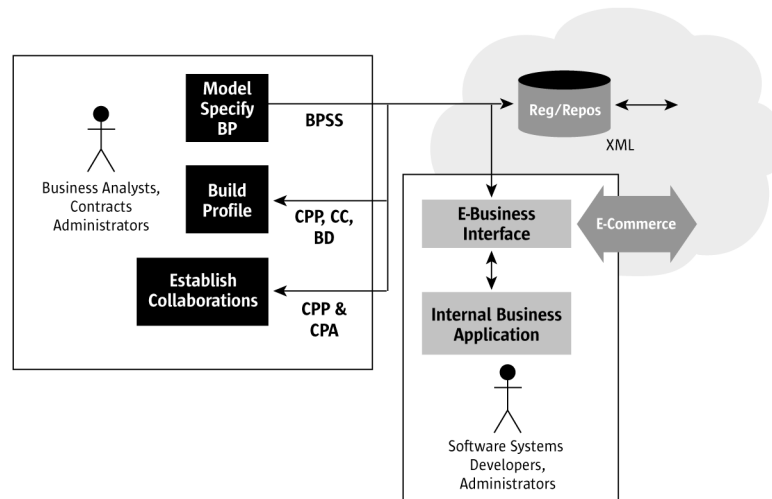 Model
Specify
BP
BPSS
Reg/Repos
XML
Business Analysts,
Contracts
Administrators
Build
Profile
CPP, CC,
BD
E-Business
Interface
E-Commerce
Establish
Collaborations
CPP &
CPA
Internal Business
Application
Software Systems
Developers,
Administrators